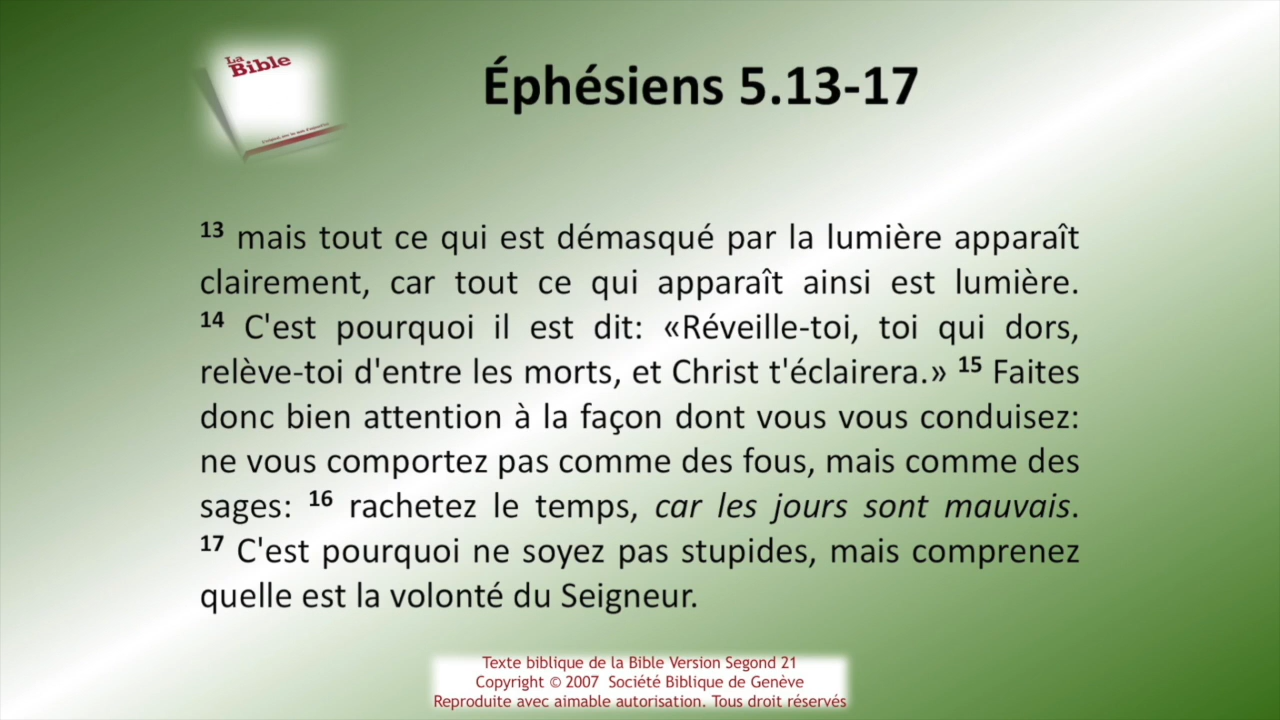 La
Bible
Éphésiens 5.13-17
13 mais tout ce qui est démasqué par la lumière apparaît
clairement, car tout ce qui apparaît ainsi est lumière.
14 C'est pourquoi il est dit: «Réveille-toi, toi qui dors,
relève-toi d'entre les morts, et Christ t'éclairera.» 15 Faites
donc bien attention à la façon dont vous vous conduisez:
ne vous comportez pas comme des fous, mais comme des
sages: 16 rachetez le temps, car les jours sont mauvais.
17 C'est pourquoi ne soyez pas stupides, mais comprenez
quelle est la volonté du Seigneur.
Texte biblique de la Bible Version Segond 21
Copyright © 2007 Société Biblique de Genève
Reproduite avec aimable autorisation. Tous droit réservés